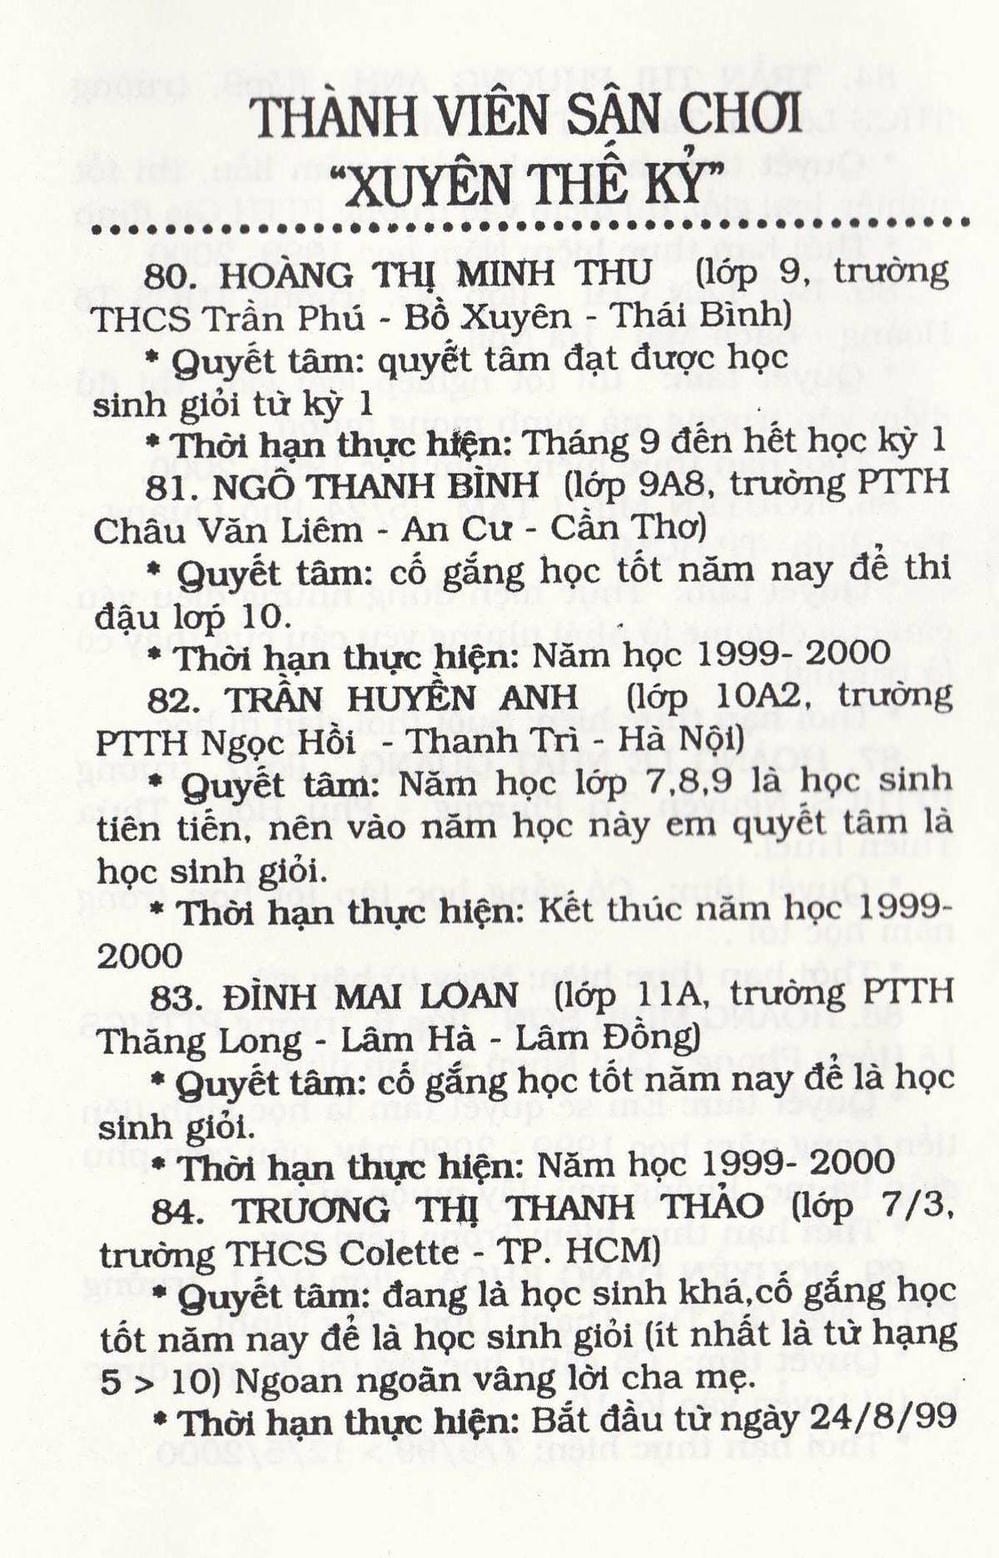 THÀNH VIÊN SÂN CHƠI
“XUYÊN THẾ KỶ”
80. HOÀNG THỊ MINH THU (lớp 9, trường
THCS Trần Phú - Bồ Xuyên - Thái Bình)
* Quyết tâm: quyết tâm đạt được học
sinh giỏi từ kỳ 1
* Thời hạn thực hiện: Tháng 9 đến hết học kỳ 1
81. NGÔ THANH BÌNH (lớp 9A8, trường PTTH
Châu Văn Liêm - An Cư - Cần Thơ)
* Quyết tâm: cố gắng học tốt năm nay để thi
đậu lớp 10.
* Thời hạn thực hiện: Năm học 1999- 2000
82. TRẦN HUYỀN ANH (lớp 10A2, trường
PTTH Ngọc Hồi - Thanh Trì - Hà Nội)
* Quyết tâm: Năm học lớp 7,8,9 là học sinh
tiên tiến, nên vào năm học này em quyết tâm là
học sinh giỏi.
* Thời hạn thực hiện: Kết thúc năm học 1999-
2000
83. ĐÌNH MAI LOAN (lớp 11A, trường PTTH
Thăng Long - Lâm Hà - Lâm Đồng)
* Quyết tâm: cố gắng học tốt năm nay để là học
sinh giỏi.
* Thời hạn thực hiện: Năm học 1999- 2000
84. TRƯƠNG THỊ THANH THẢO (lớp 7/3,
trường THCS Colette - TP. HCM)
* Quyết tâm: đang là học sinh khá,cố gắng học
tốt năm nay để là học sinh giỏi (ít nhất là từ hạng
5 > 10) Ngoan ngoãn vâng lời cha mẹ.
* Thời hạn thực hiện: Bắt đầu từ ngày 24/8/99